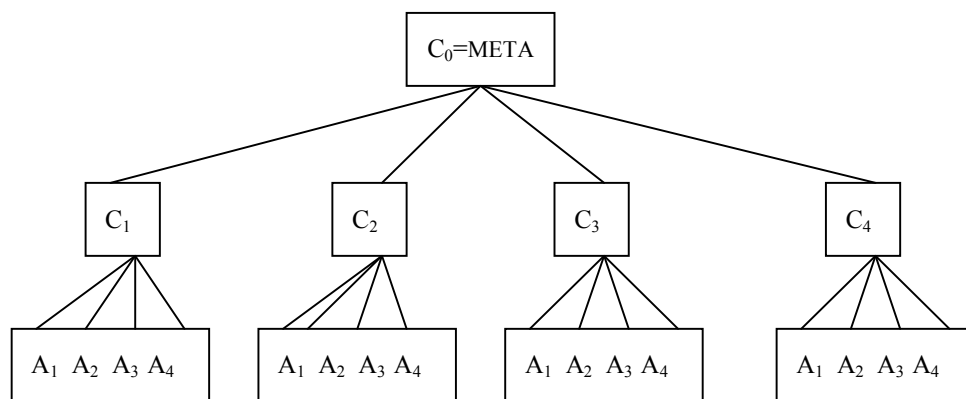 C₀=META
C₁ C₂ C₃ C₄
A₁ A₂ A₃ A₄ A₁ A₂ A₃ A₄ A₁ A₂ A₃ A₄ A₁ A₂ A₃ A₄